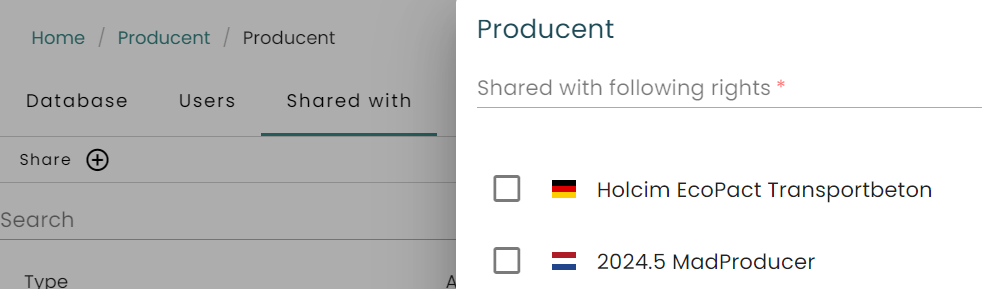 Home / Producent / Producent
Database Users Shared with
Share
Search
Type A
Producent
Shared with following rights *
Holcim EcoPact Transportbeton
2024.5 MadProducer